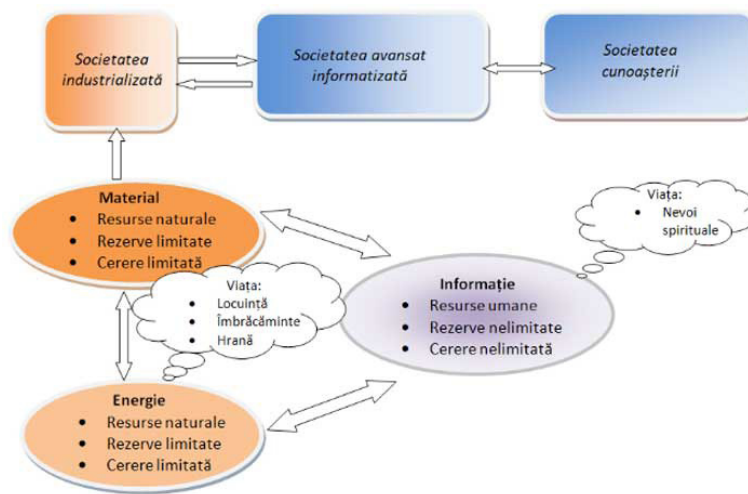 Societatea
industrializată
Societatea avansat
informatizată
Societatea
cunoașterii
Material
• Resurse naturale
• Rezerve limitate
• Cerere limitată
Viața:
• Nevoi
spirituale
Viața:
• Locuință
• Îmbrăcăminte
• Hrană
Informație
• Resurse umane
• Rezerve nelimitate
• Cerere nelimitată
Energie
• Resurse naturale
• Rezerve limitate
• Cerere limitată